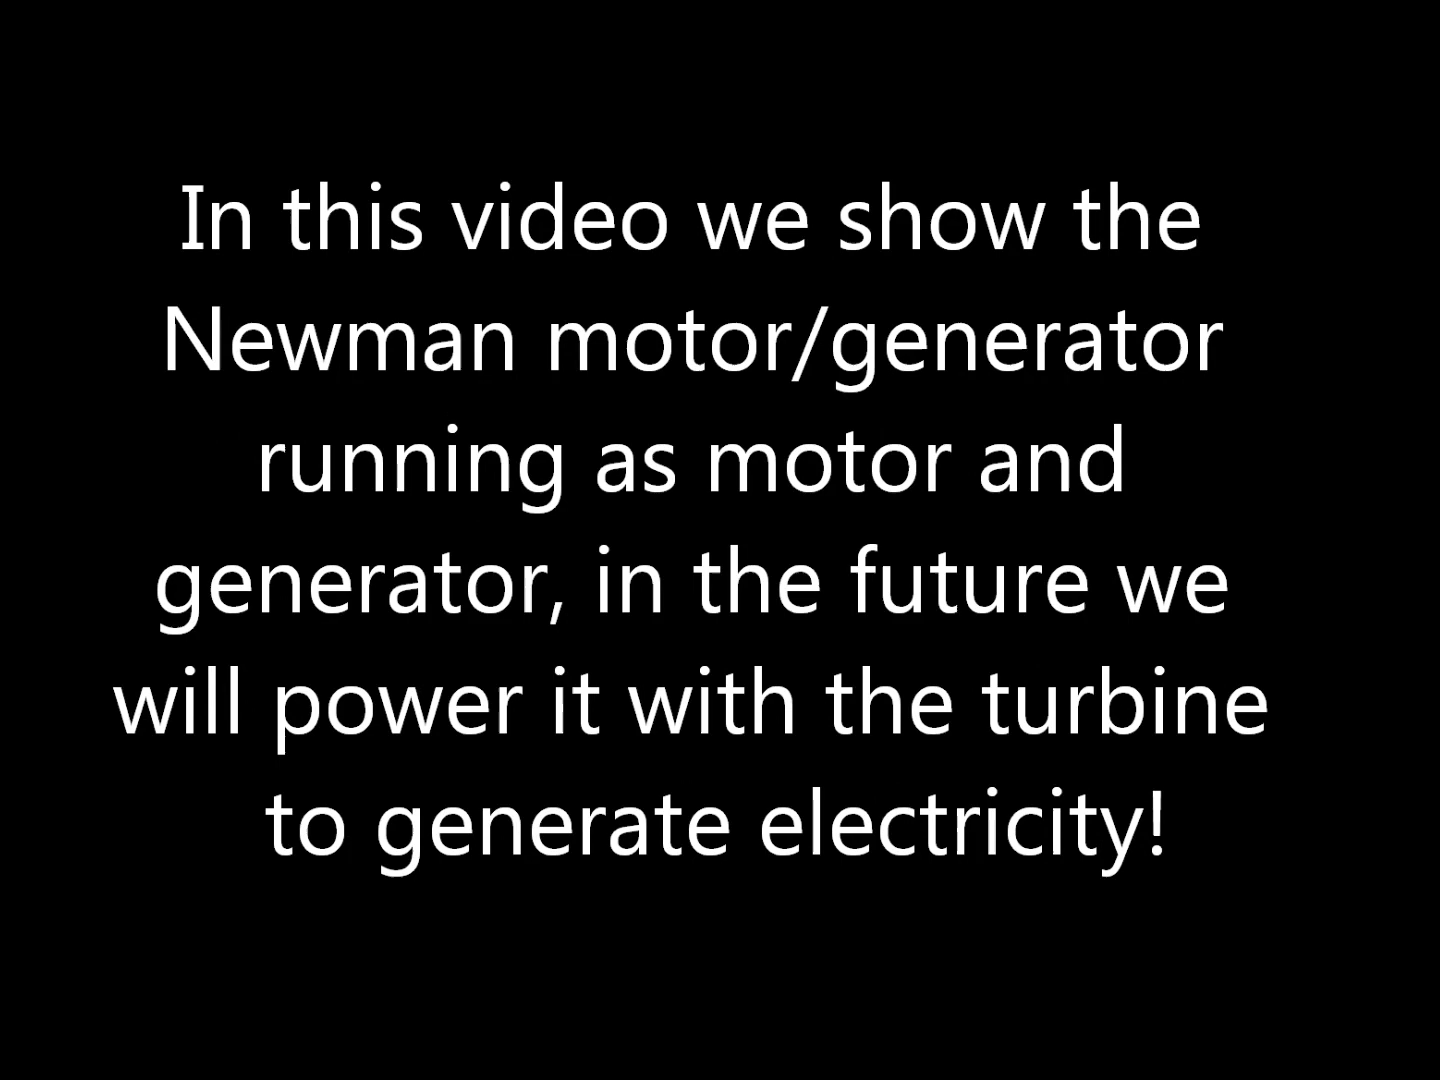 In this video we show the
Newman motor/generator
running as motor and
generator, in the future we
will power it with the turbine
to generate electricity!